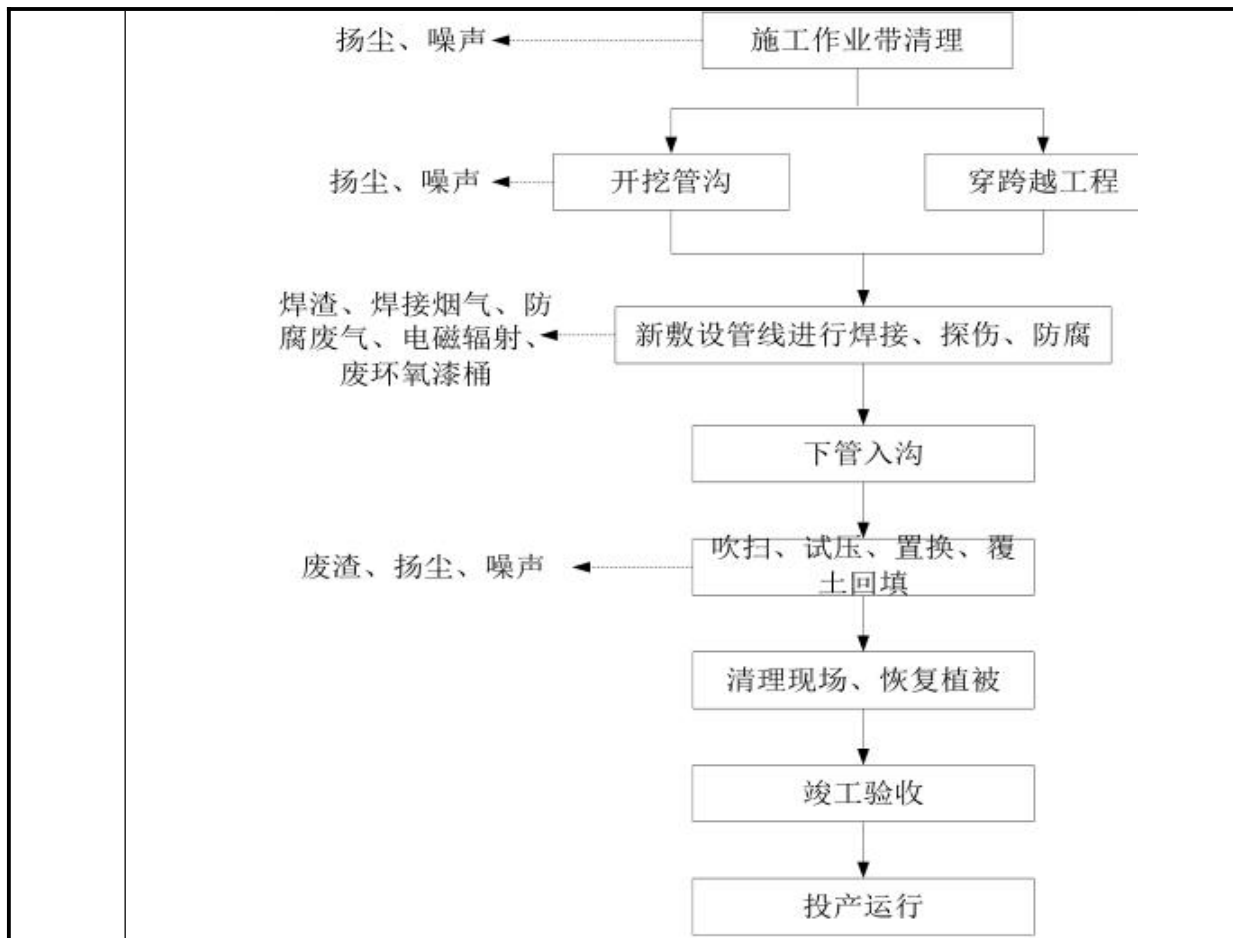 扬尘、噪声
施工作业带清理
扬尘、噪声
开挖管沟
穿跨越工程
焊渣、焊接烟气、防
腐废气、电磁辐射、
废环氧漆桶
新敷设管线进行焊接、探伤、防腐
下管入沟
废渣、扬尘、噪声
吹扫、试压、置换、覆
土回填
清理现场、恢复植被
竣工验收
投产运行